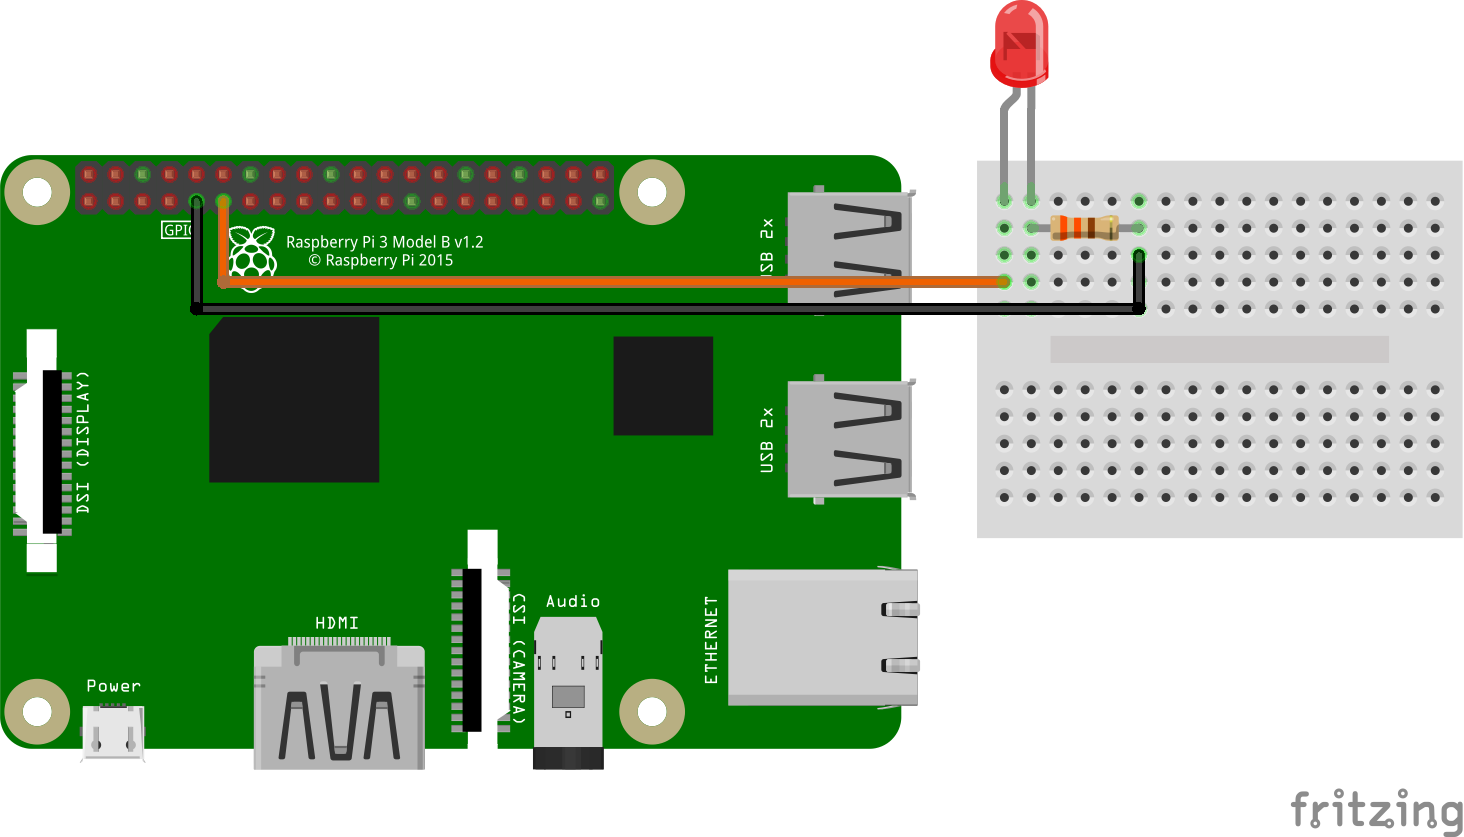 GPIO
Raspberry Pi 3 Model B v1.2
© Raspberry Pi 2015
USB 2x
USB 2x
DSI (DISPLAY)
HDMI
CSI (CAMERA)
Audio
ETHERNET
Power
fritzing